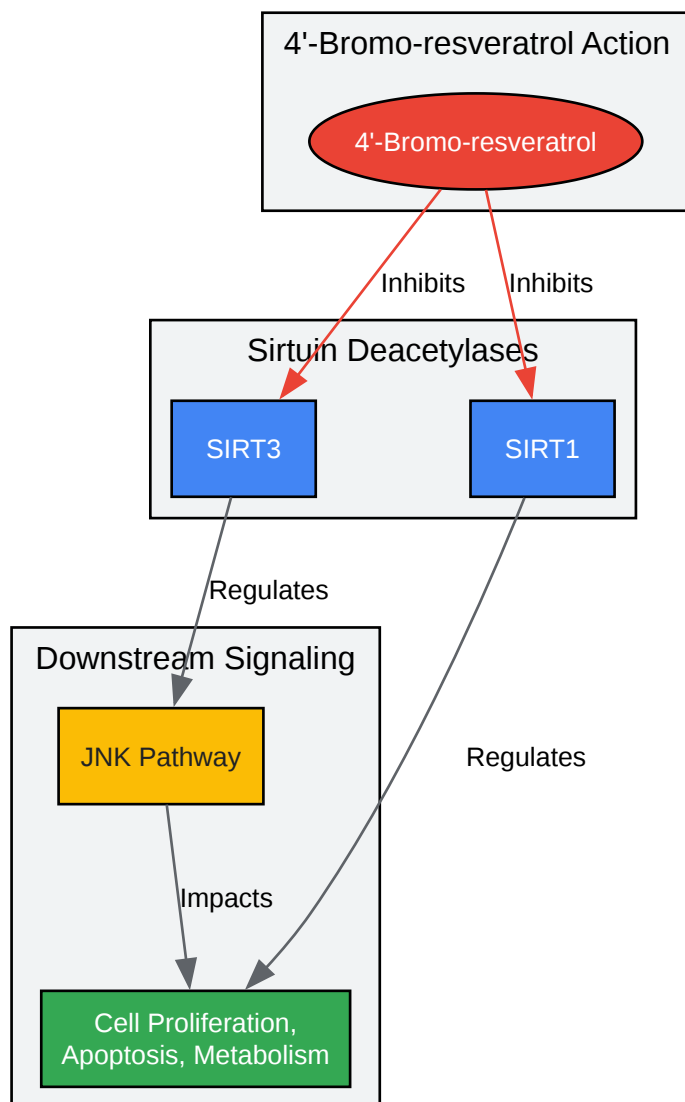 4'-Bromo-resveratrol Action
4'-Bromo-resveratrol
Inhibits
Inhibits
Sirtuin Deacetylases
SIRT3
SIRT1
Regulates
Downstream Signaling
JNK Pathway
Regulates
Impacts
Cell Proliferation,
Apoptosis, Metabolism